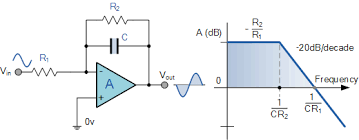 R2
C
R1
Vin
A
Vout
0v
A (dB)
- R2
R1
-20dB/decade
0
Frequency
1
CR2
1
CR1